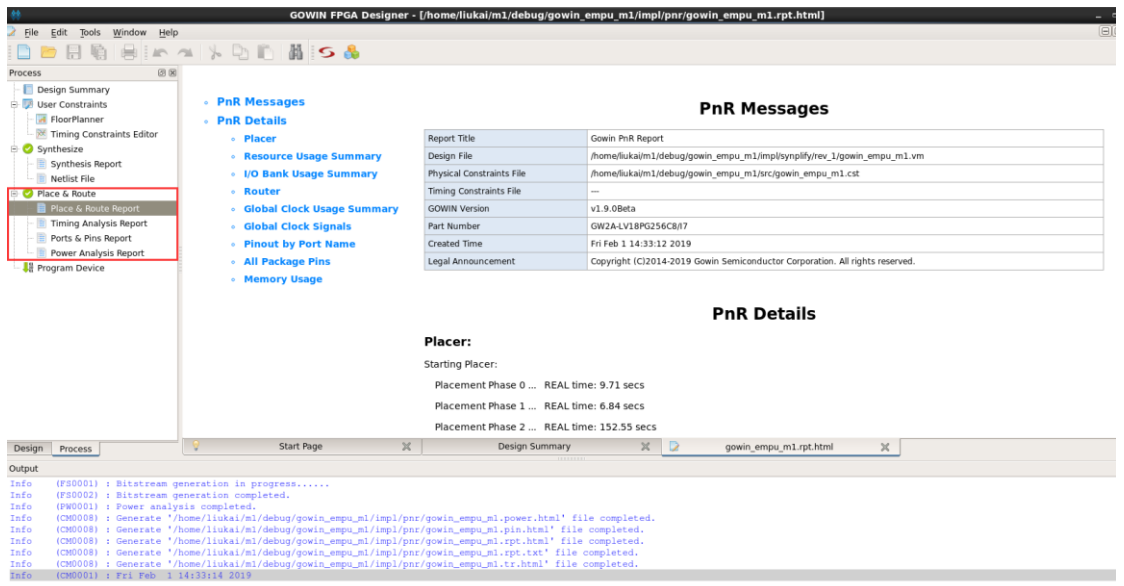 GOWIN FPGA Designer - [/home/liukai/m1/debug/gowin_empu_m1/impl/pnr/gowin_empu_m1.rpt.html]
File Edit Tools Window Help
Process
Design Summary
User Constraints
FloorPlanner
Timing Constraints Editor
Synthesize
Synthesis Report
Netlist File
Place & Route
Place & Route Report
Timing Analysis Report
Ports & Pins Report
Power Analysis Report
Program Device
Design Process
PnR Messages
PnR Details
Placer
Resource Usage Summary
I/O Bank Usage Summary
Router
Global Clock Usage Summary
Global Clock Signals
Pinout by Port Name
All Package Pins
Memory Usage
PnR Messages
Report Title Gowin PnR Report
Design File /home/liukai/m1/debug/gowin_empu_m1/impl/synplify/rev_1/gowin_empu_m1.vm
Physical Constraints File /home/liukai/m1/debug/gowin_empu_m1/src/gowin_empu_m1.cst
Timing Constraints File ---
GOWIN Version v1.9.0Beta
Part Number GW2A-LV18PG256C8/I7
Created Time Fri Feb 1 14:33:12 2019
Legal Announcement Copyright (C)2014-2019 Gowin Semiconductor Corporation. All rights reserved.
PnR Details
Placer:
Starting Placer:
Placement Phase 0 ... REAL time: 9.71 secs
Placement Phase 1 ... REAL time: 6.84 secs
Placement Phase 2 ... REAL time: 152.55 secs
Start Page Design Summary gowin_empu_m1.rpt.html
Output
Info (FS0001) : Bitstream generation in progress......
Info (FS0002) : Bitstream generation completed.
Info (PW0001) : Power analysis completed.
Info (CM0008) : Generate '/home/liukai/m1/debug/gowin_empu_m1/impl/pnr/gowin_empu_m1.power.html' file completed.
Info (CM0008) : Generate '/home/liukai/m1/debug/gowin_empu_m1/impl/pnr/gowin_empu_m1.pin.html' file completed.
Info (CM0008) : Generate '/home/liukai/m1/debug/gowin_empu_m1/impl/pnr/gowin_empu_m1.rpt.html' file completed.
Info (CM0008) : Generate '/home/liukai/m1/debug/gowin_empu_m1/impl/pnr/gowin_empu_m1.rpt.txt' file completed.
Info (CM0008) : Generate '/home/liukai/m1/debug/gowin_empu_m1/impl/pnr/gowin_empu_m1.tr.html' file completed.
Info (CM0001) : Fri Feb 1 14:33:14 2019